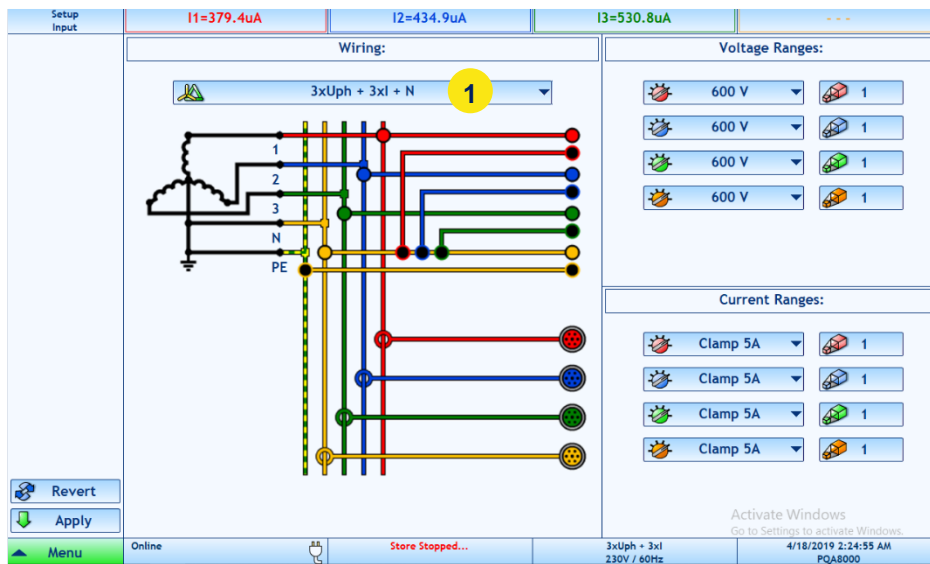 Setup
Input
I1=379.4uA
I2=434.9uA
I3=530.8uA
- - -
Wiring:
3xUph + 3xI + N
1
1
2
3
N
PE
Voltage Ranges:
600 V 1
600 V 1
600 V 1
600 V 1
Current Ranges:
Clamp 5A 1
Clamp 5A 1
Clamp 5A 1
Clamp 5A 1
Revert
Apply
Menu
Activate Windows
Go to Settings to activate Windows.
Online
Store Stopped...
3xUph + 3xI
230V / 60Hz
4/18/2019 2:24:55 AM
PQA8000